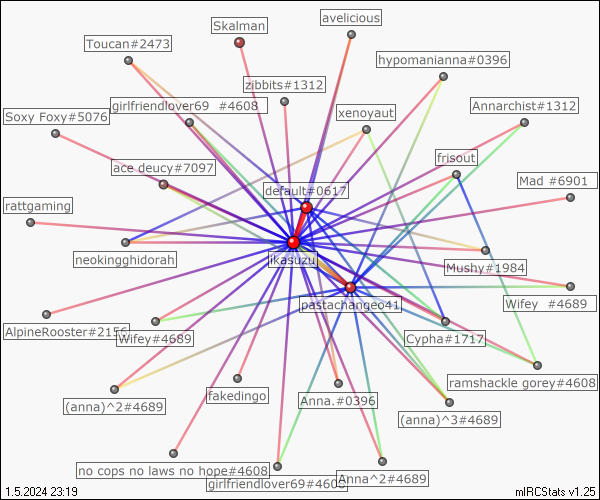 avelicious
Skalman
Toucan#2473
hypomanianna#0396
zibbits#1312
girlfriendlover69 #4608
Annarchist#1312
xenoyaut
Soxy Foxy#5076
frisout
ace deucy#7097
Mad #6901
default#0617
rattgaming
neokingghidorah
likasuzu
Mushy#1984
pastachangeo41
Wifey #4689
AlpineRooster#2156
Wifey#4689
Cypha#1717
ramshackle gorey#4608
fakedingo
Anna.#0396
(anna)^2#4689
(anna)^3#4689
no cops no laws no hope#4608
Anna^2#4689
girlfriendlover69#4608
1.5.2024 23:19
mIRCStats v1.25